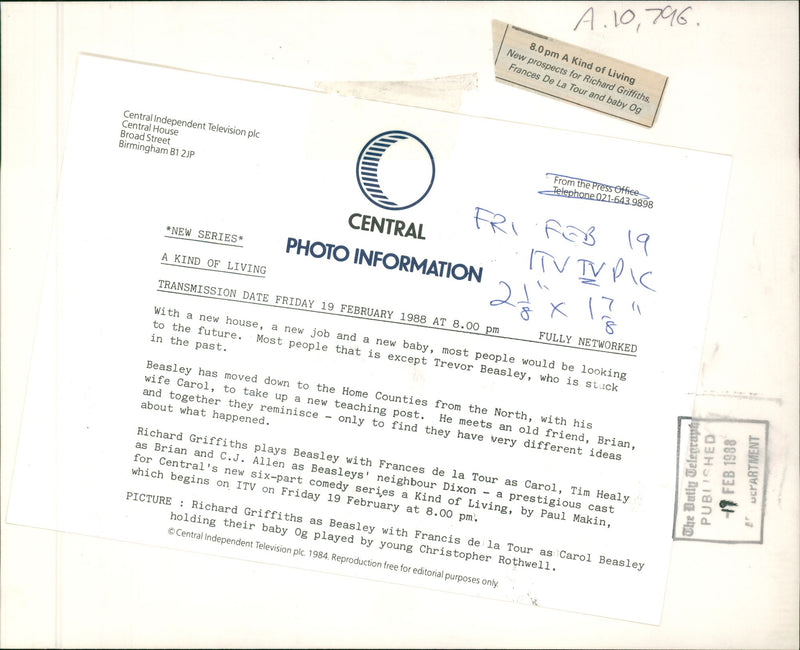 A.10,796.
8.0pm A Kind of Living
New prospects for Richard Griffiths,
Frances De La Tour and baby Og
Central Independent Television plc
Central House
Broad Street
Birmingham B1 2JP
From the Press Office
Telephone 021-643 9898
CENTRAL
PHOTO INFORMATION
FRI FEB 19
ITV TV PIC
2 1/8" x 1 7/8"
*NEW SERIES*
A KIND OF LIVING
TRANSMISSION DATE FRIDAY 19 FEBRUARY 1988 AT 8.00 pm FULLY NETWORKED
With a new house, a new job and a new baby, most people would be looking
to the future. Most people that is except Trevor Beasley, who is stuck
in the past.
Beasley has moved down to the Home Counties from the North, with his
wife Carol, to take up a new teaching post. He meets an old friend, Brian,
and together they reminisce - only to find they have very different ideas
about what happened.
Richard Griffiths plays Beasley with Frances de la Tour as Carol, Tim Healy
as Brian and C.J. Allen as Beasleys' neighbour Dixon - a prestigious cast
for Central's new six-part comedy series a Kind of Living, by Paul Makin,
which begins on ITV on Friday 19 February at 8.00 pm.
PICTURE : Richard Griffiths as Beasley with Francis de la Tour as Carol Beasley
holding their baby Og played by young Christopher Rothwell.
© Central Independent Television plc. 1984. Reproduction free for editorial purposes only.
The Daily Telegraph
PUBLISHED
FEB 1988
DEPARTMENT